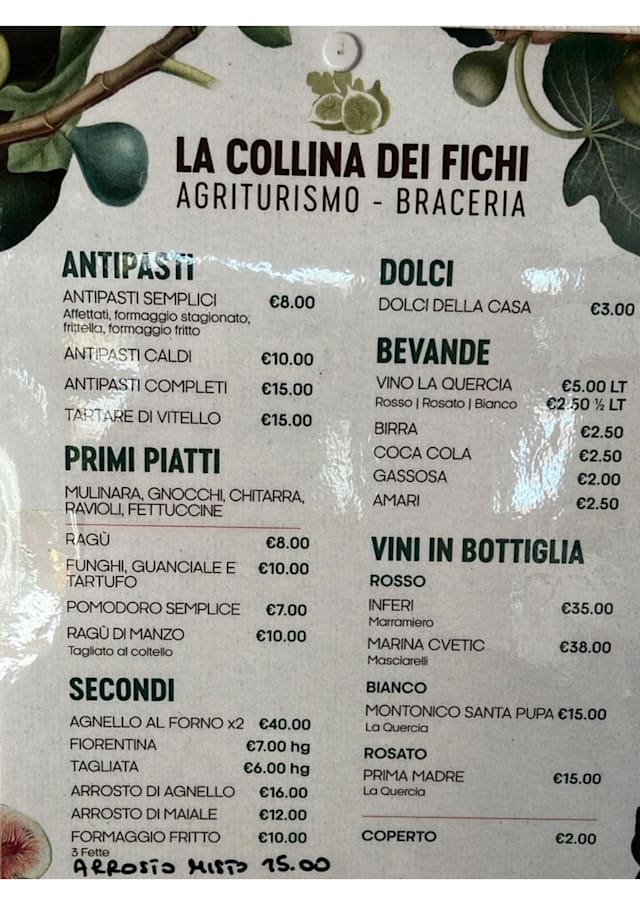 LA COLLINA DEI FICHI
AGRITURISMO - BRACERIA
ANTIPASTI
ANTIPASTI SEMPLICI €8.00
Affettati, formaggio stagionato,
frittella, formaggio fritto
ANTIPASTI CALDI €10.00
ANTIPASTI COMPLETI €15.00
TARTARE DI VITELLO €15.00
PRIMI PIATTI
MULINARA, GNOCCHI, CHITARRA,
RAVIOLI, FETTUCCINE
RAGÙ €8.00
FUNGHI, GUANCIALE E €10.00
TARTUFO
POMODORO SEMPLICE €7.00
RAGÙ DI MANZO €10.00
Tagliato al coltello
SECONDI
AGNELLO AL FORNO x2 €40.00
FIORENTINA €7.00 hg
TAGLIATA €6.00 hg
ARROSTO DI AGNELLO €16.00
ARROSTO DI MAIALE €12.00
FORMAGGIO FRITTO €10.00
3 Fette
ARROSTO MISTO 15.00
DOLCI
DOLCI DELLA CASA €3.00
BEVANDE
VINO LA QUERCIA €5.00 LT
Rosso | Rosato | Bianco €2.50 ½ LT
BIRRA €2.50
COCA COLA €2.50
GASSOSA €2.00
AMARI €2.50
VINI IN BOTTIGLIA
ROSSO
INFERI €35.00
Marramiero
MARINA CVETIC €38.00
Masciarelli
BIANCO
MONTONICO SANTA PUPA €15.00
La Quercia
ROSATO
PRIMA MADRE €15.00
La Quercia
COPERTO €2.00